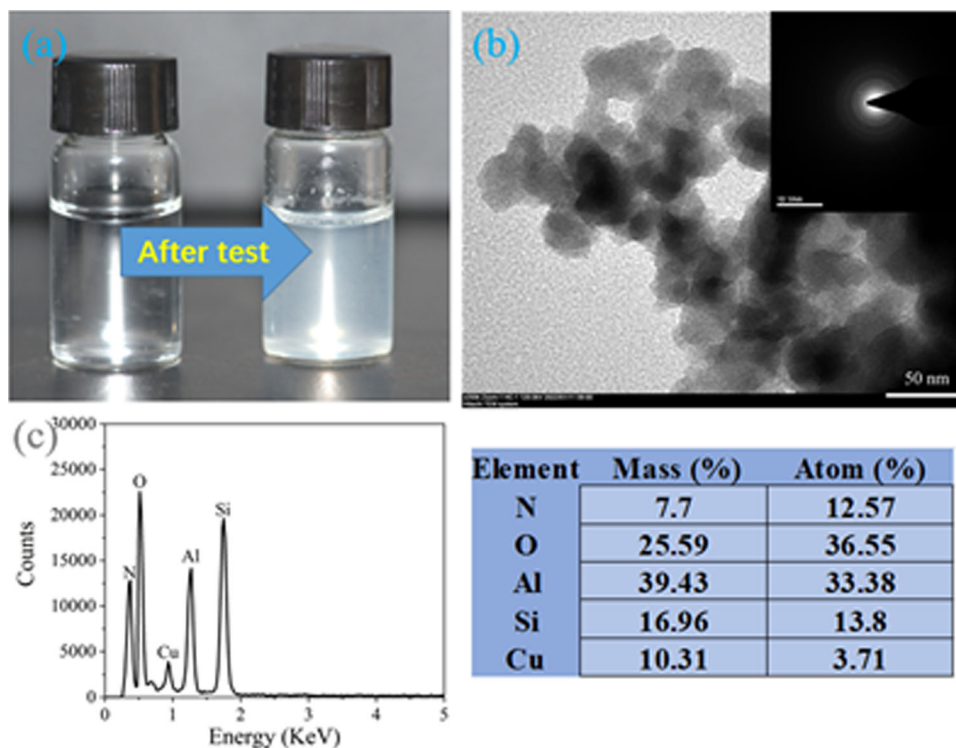 (a)
After test
(b)
50 nm
(c)
30000
25000
20000
15000
10000
5000
0
Counts
N
O
Cu
Al
Si
0 1 2 3 4 5
Energy (KeV)
Element Mass (%) Atom (%)
N 7.7 12.57
O 25.59 36.55
Al 39.43 33.38
Si 16.96 13.8
Cu 10.31 3.71